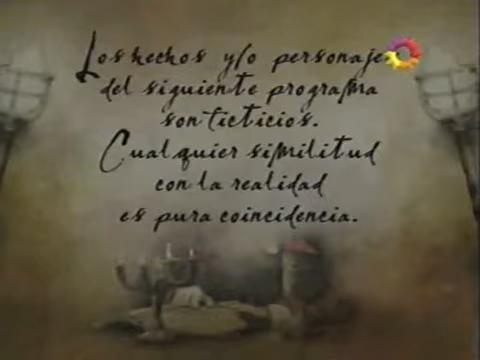 Los hechos y/o personajes
del siguiente programa
son ficticios.
Cualquier similitud
con la realidad
es pura coincidencia.